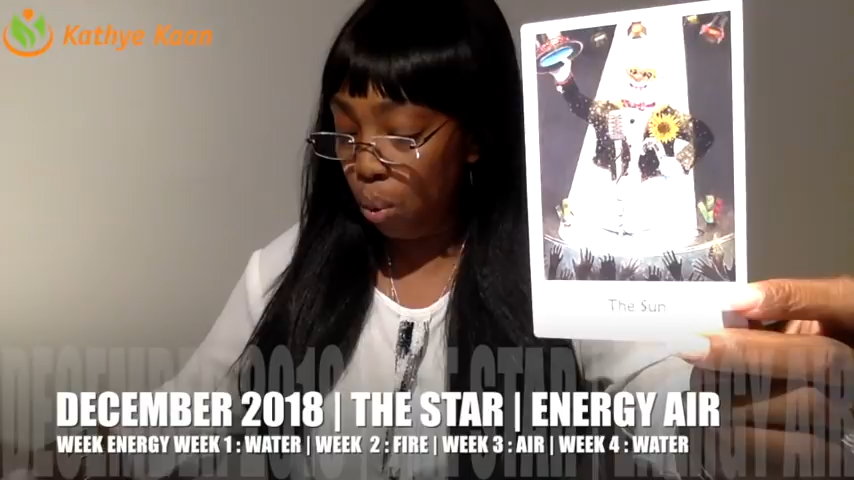 Kathye Kaan
The Sun
DECEMBER 2018 | THE STAR | ENERGY AIR
WEEK ENERGY WEEK 1 : WATER | WEEK 2 : FIRE | WEEK 3 : AIR | WEEK 4 : WATER